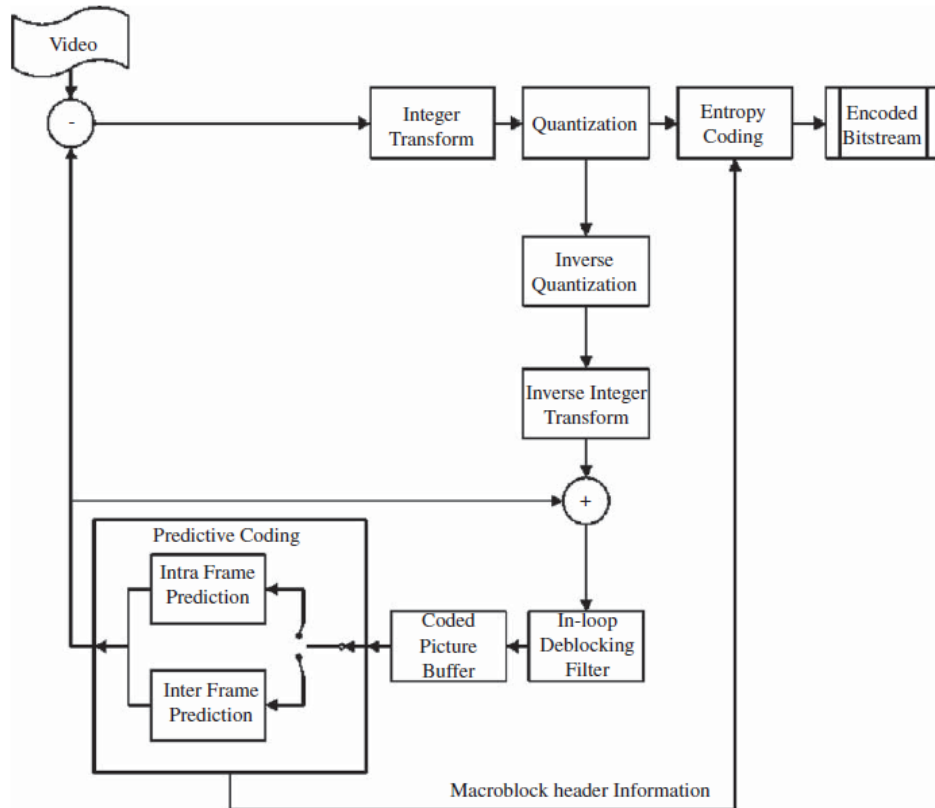 Video
-
Integer
Transform
Quantization
Entropy
Coding
Encoded
Bitstream
Inverse
Quantization
Inverse Integer
Transform
+
Predictive Coding
Intra Frame
Prediction
Inter Frame
Prediction
Coded
Picture
Buffer
In-loop
Deblocking
Filter
Macroblock header Information